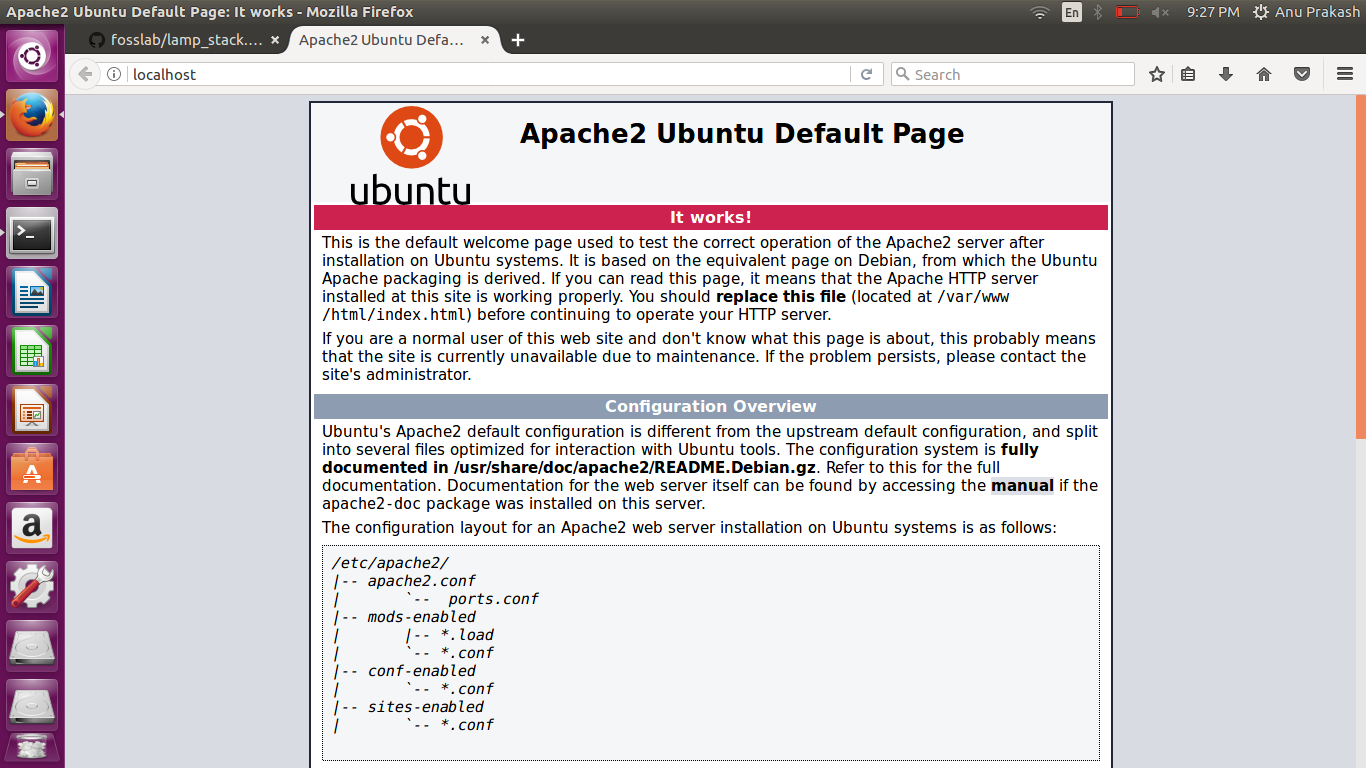 Apache2 Ubuntu Default Page: It works - Mozilla Firefox
En
9:27 PM
Anu Prakash
fosslab/lamp_stack.…
Apache2 Ubuntu Defa…
localhost
Search
ubuntu
Apache2 Ubuntu Default Page
It works!
This is the default welcome page used to test the correct operation of the Apache2 server after
installation on Ubuntu systems. It is based on the equivalent page on Debian, from which the Ubuntu
Apache packaging is derived. If you can read this page, it means that the Apache HTTP server
installed at this site is working properly. You should replace this file (located at /var/www
/html/index.html) before continuing to operate your HTTP server.
If you are a normal user of this web site and don't know what this page is about, this probably means
that the site is currently unavailable due to maintenance. If the problem persists, please contact the
site's administrator.
Configuration Overview
Ubuntu's Apache2 default configuration is different from the upstream default configuration, and split
into several files optimized for interaction with Ubuntu tools. The configuration system is fully
documented in /usr/share/doc/apache2/README.Debian.gz. Refer to this for the full
documentation. Documentation for the web server itself can be found by accessing the manual if the
apache2-doc package was installed on this server.
The configuration layout for an Apache2 web server installation on Ubuntu systems is as follows:
/etc/apache2/
|-- apache2.conf
|       `--  ports.conf
|-- mods-enabled
|       |-- *.load
|       `-- *.conf
|-- conf-enabled
|       `-- *.conf
|-- sites-enabled
|       `-- *.conf